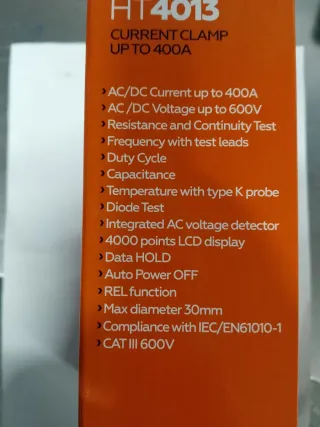 HT4013
CURRENT CLAMP
UP TO 400A
›AC/DC Current up to 400A
›AC /DC Voltage up to 600V
›Resistance and Continuity Test
›Frequency with test leads
›Duty Cycle
›Capacitance
›Temperature with type K probe
›Diode Test
›Integrated AC voltage detector
›4000 points LCD display
›Data HOLD
›Auto Power OFF
›REL function
›Max diameter 30mm
›Compliance with IEC/EN61010-1
›CAT III 600V